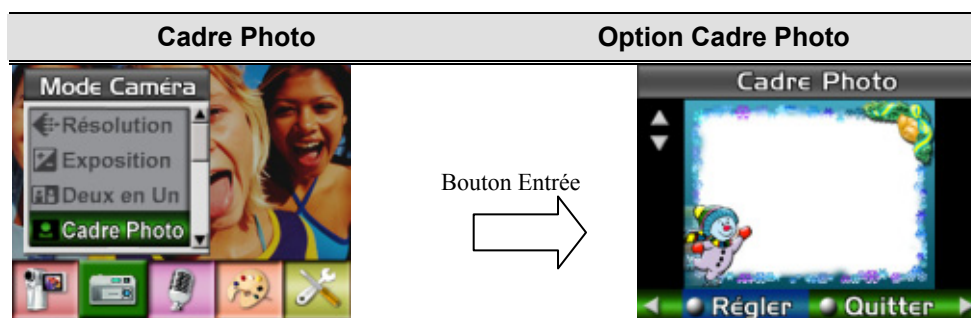 Cadre Photo
Option Cadre Photo
Mode Caméra
Résolution
Exposition
Deux en Un
Cadre Photo
Bouton Entrée
Cadre Photo
Régler Quitter